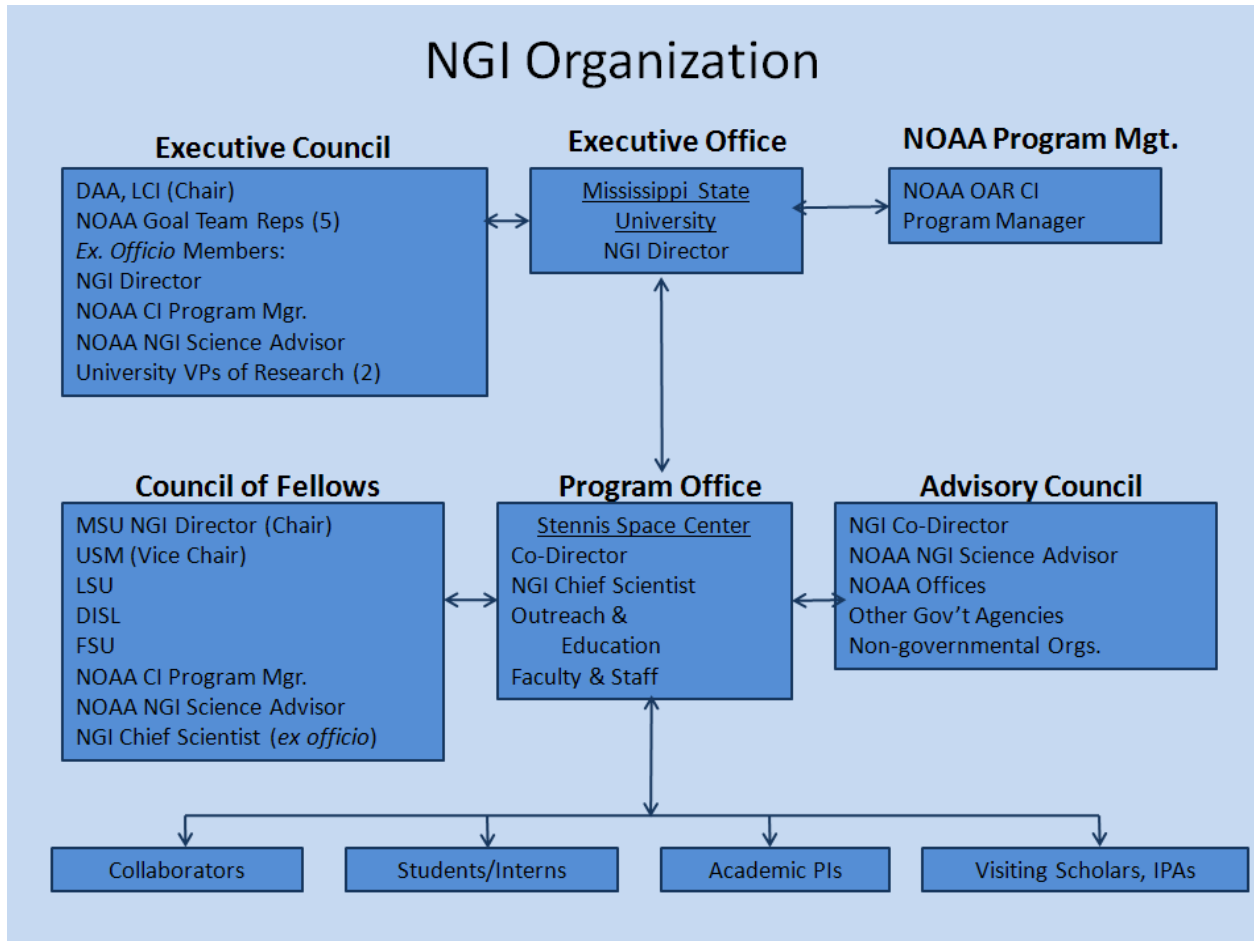 NGI Organization
Executive Council
DAA, LCI (Chair)
NOAA Goal Team Reps (5)
Ex. Officio Members:
NGI Director
NOAA CI Program Mgr.
NOAA NGI Science Advisor
University VPs of Research (2)
Executive Office
Mississippi State
University
NGI Director
NOAA Program Mgt.
NOAA OAR CI
Program Manager
Council of Fellows
MSU NGI Director (Chair)
USM (Vice Chair)
LSU
DISL
FSU
NOAA CI Program Mgr.
NOAA NGI Science Advisor
NGI Chief Scientist (ex officio)
Program Office
Stennis Space Center
Co-Director
NGI Chief Scientist
Outreach &
Education
Faculty & Staff
Advisory Council
NGI Co-Director
NOAA NGI Science Advisor
NOAA Offices
Other Gov’t Agencies
Non-governmental Orgs.
Collaborators
Students/Interns
Academic PIs
Visiting Scholars, IPAs